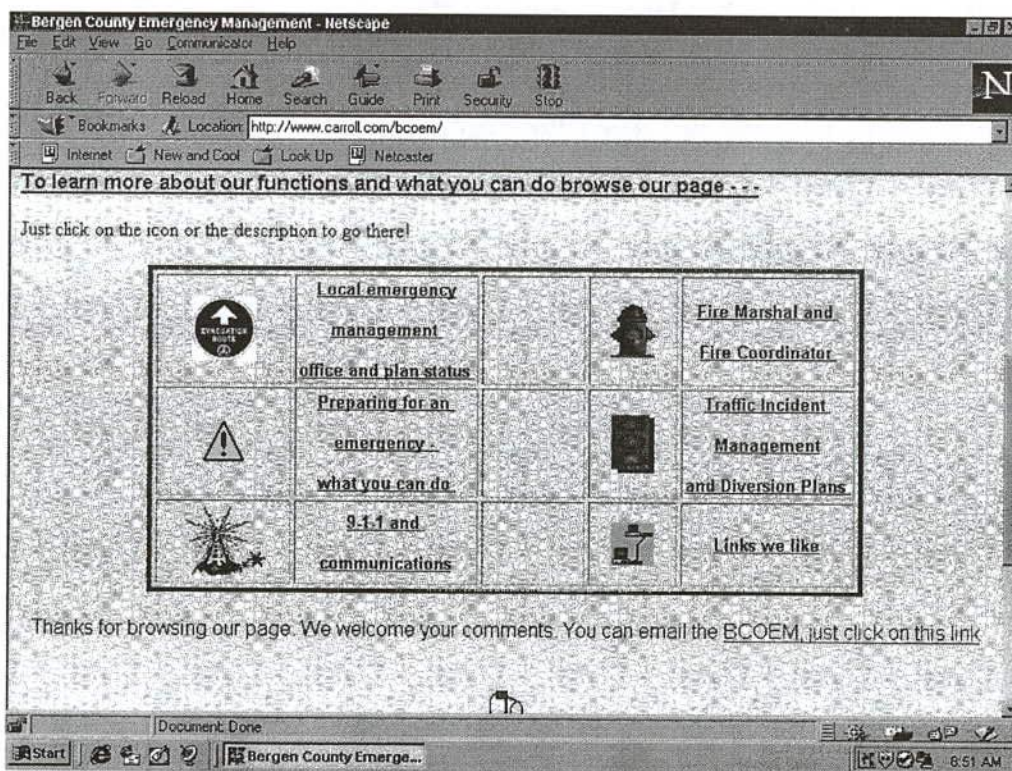 Bergen County Emergency Management - Netscape
File Edit View Go Communicator Help
Back Forward Reload Home Search Guide Print Security Stop
N
Bookmarks Location: http://www.carroll.com/bcoem/
Internet New and Cool Look Up Netcaster
To learn more about our functions and what you can do browse our page - - -
Just click on the icon or the description to go there!
EVACUATION
ROUTE
Local emergency
management
office and plan status
Fire Marshal and
Fire Coordinator
Preparing for an
emergency -
what you can do
Traffic Incident
Management
and Diversion Plans
9-1-1 and
communications
Links we like
Thanks for browsing our page. We welcome your comments. You can email the BCOEM, just click on this link
Document: Done
Start Bergen County Emerge... 8:51 AM